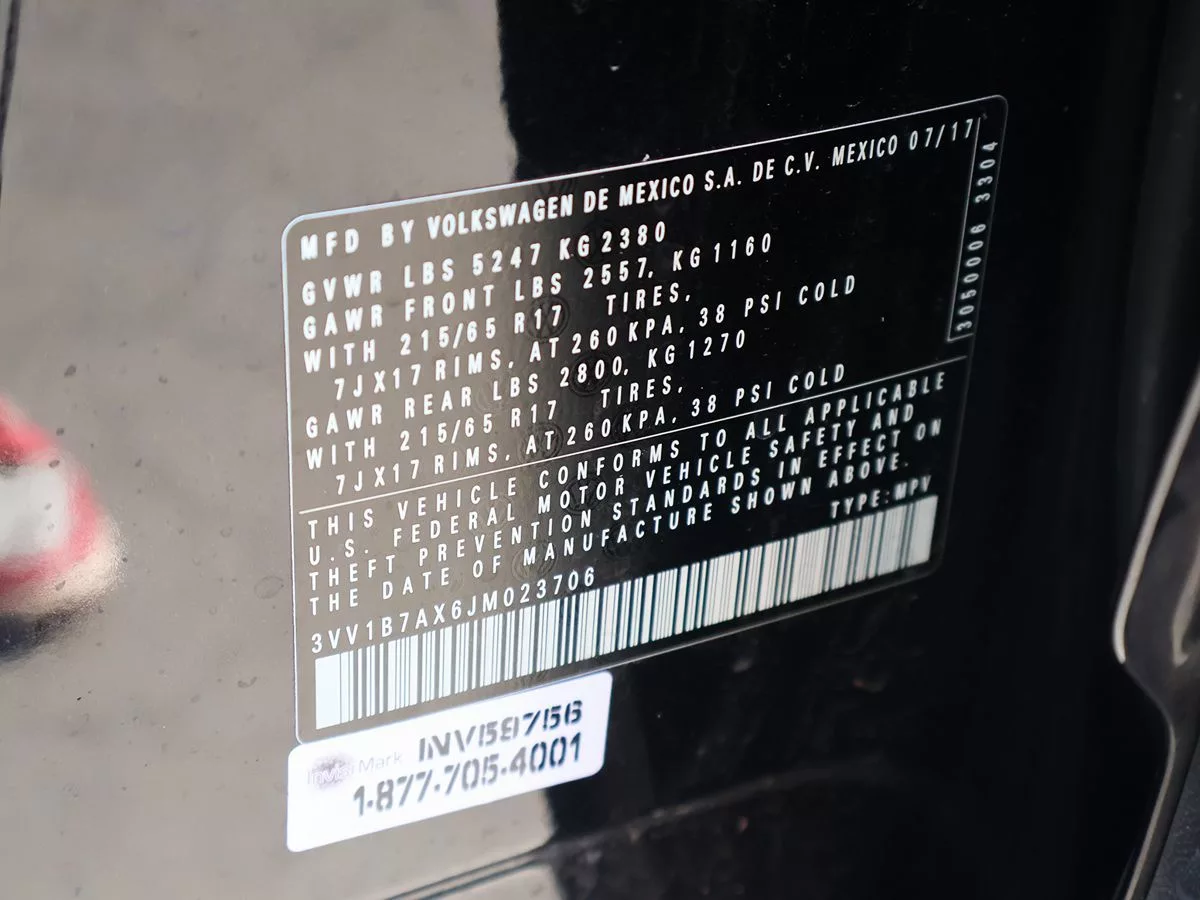 MFD BY VOLKSWAGEN DE MEXICO S.A. DE C.V. MEXICO 07/17
GVWR LBS 5247 KG 2380
GAWR FRONT LBS 2557, KG 1160
WITH 215/65 R17 TIRES,
7JX17 RIMS, AT 260 KPA, 38 PSI COLD
GAWR REAR LBS 2800, KG 1270
WITH 215/65 R17 TIRES,
7JX17 RIMS, AT 260 KPA, 38 PSI COLD
3050006 3304
THIS VEHICLE CONFORMS TO ALL APPLICABLE
U.S. FEDERAL MOTOR VEHICLE SAFETY AND
THEFT PREVENTION STANDARDS IN EFFECT ON
THE DATE OF MANUFACTURE SHOWN ABOVE.
TYPE:MPV
3VV1B7AX6JM023706
InvisiMark INV59756
1-877-705-4001